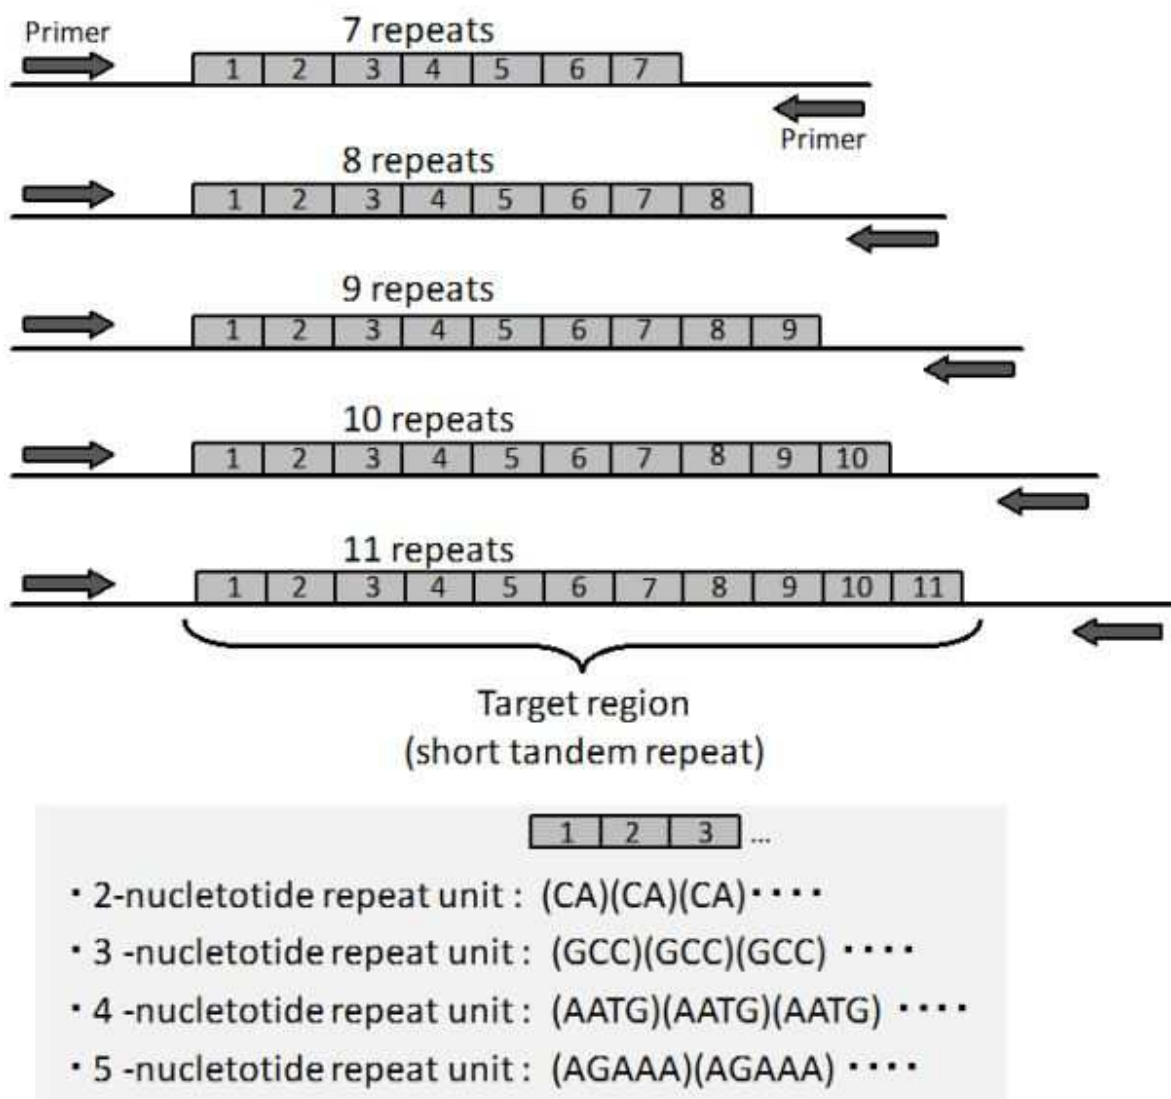 Primer
7 repeats
1 2 3 4 5 6 7
Primer
8 repeats
1 2 3 4 5 6 7 8
9 repeats
1 2 3 4 5 6 7 8 9
10 repeats
1 2 3 4 5 6 7 8 9 10
11 repeats
1 2 3 4 5 6 7 8 9 10 11
Target region
(short tandem repeat)
1 2 3 ...
・2-nucletotide repeat unit : (CA)(CA)(CA)・・・・
・3 -nucletotide repeat unit : (GCC)(GCC)(GCC) ・・・・
・4 -nucletotide repeat unit : (AATG)(AATG)(AATG) ・・・・
・5 -nucletotide repeat unit : (AGAAA)(AGAAA) ・・・・